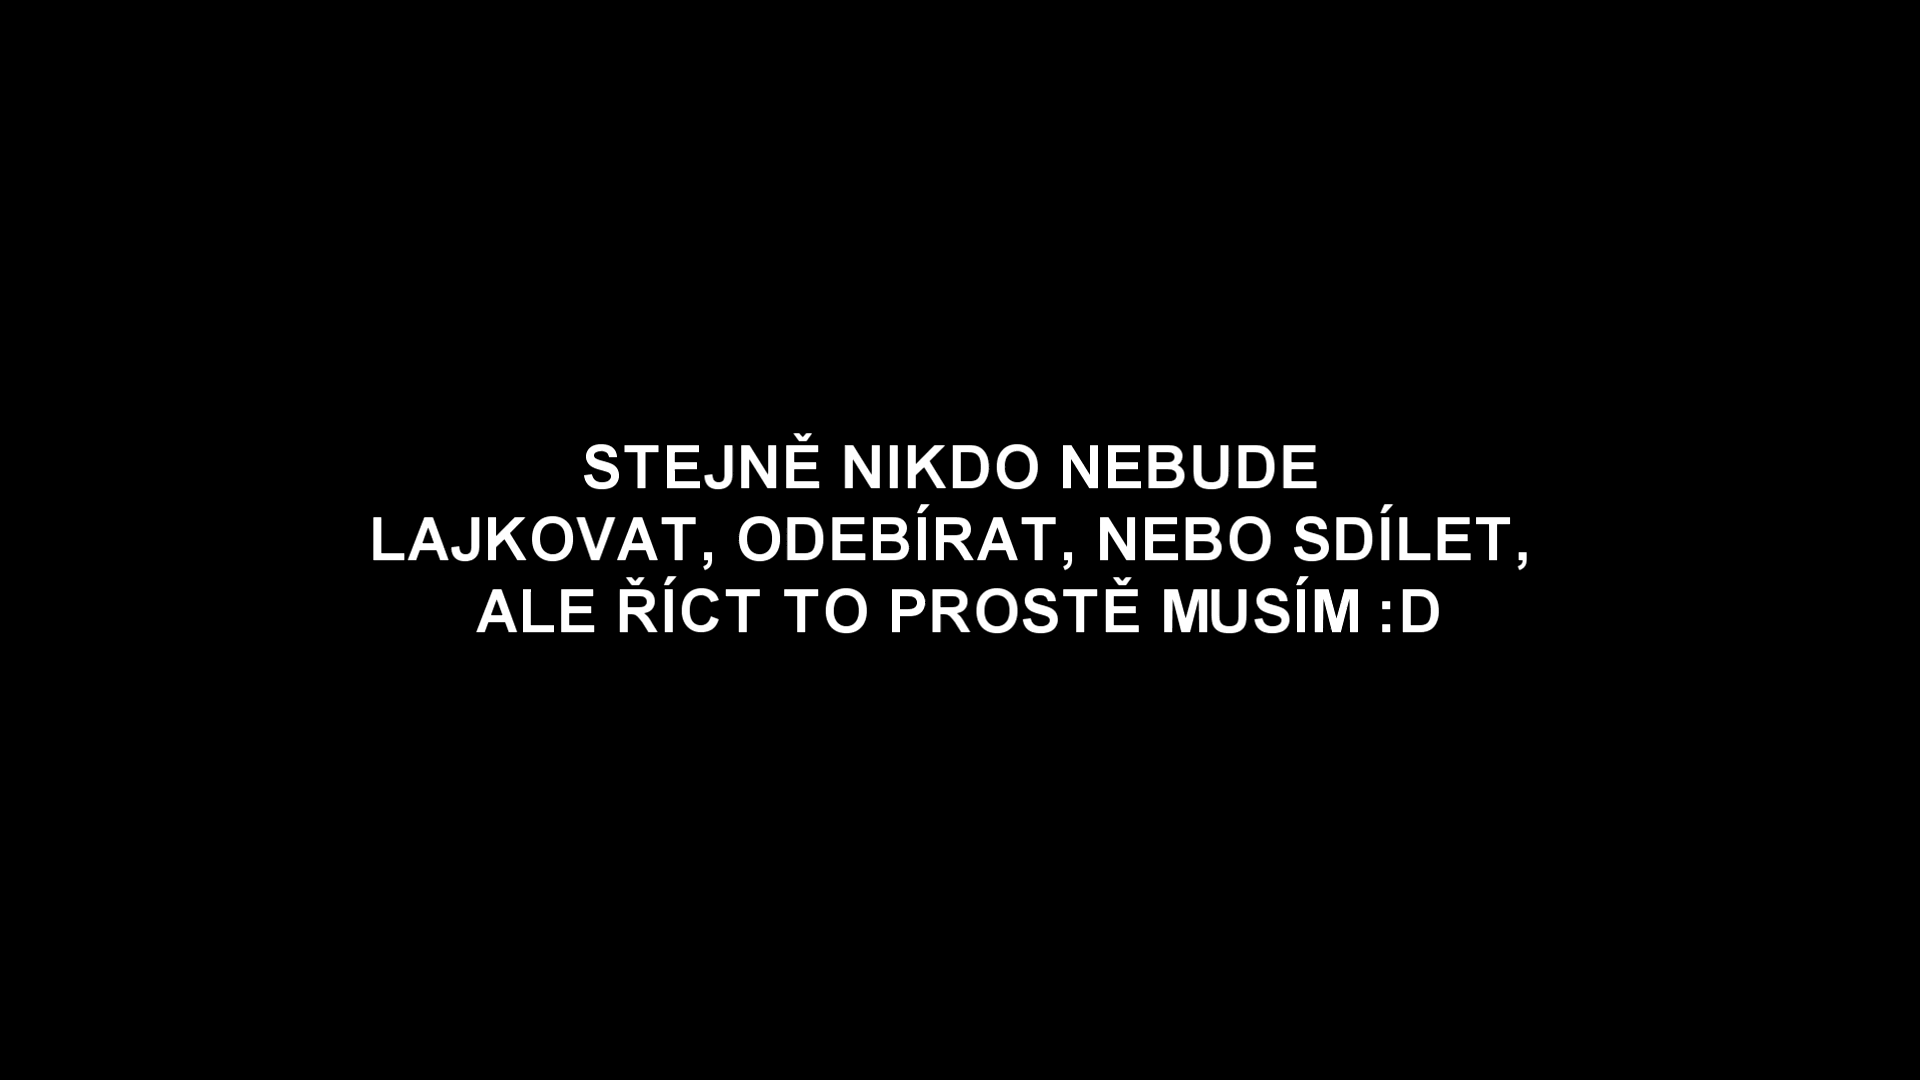 STEJNĚ NIKDO NEBUDE
LAJKOVAT, ODEBÍRAT, NEBO SDÍLET,
ALE ŘÍCT TO PROSTĚ MUSÍM :D